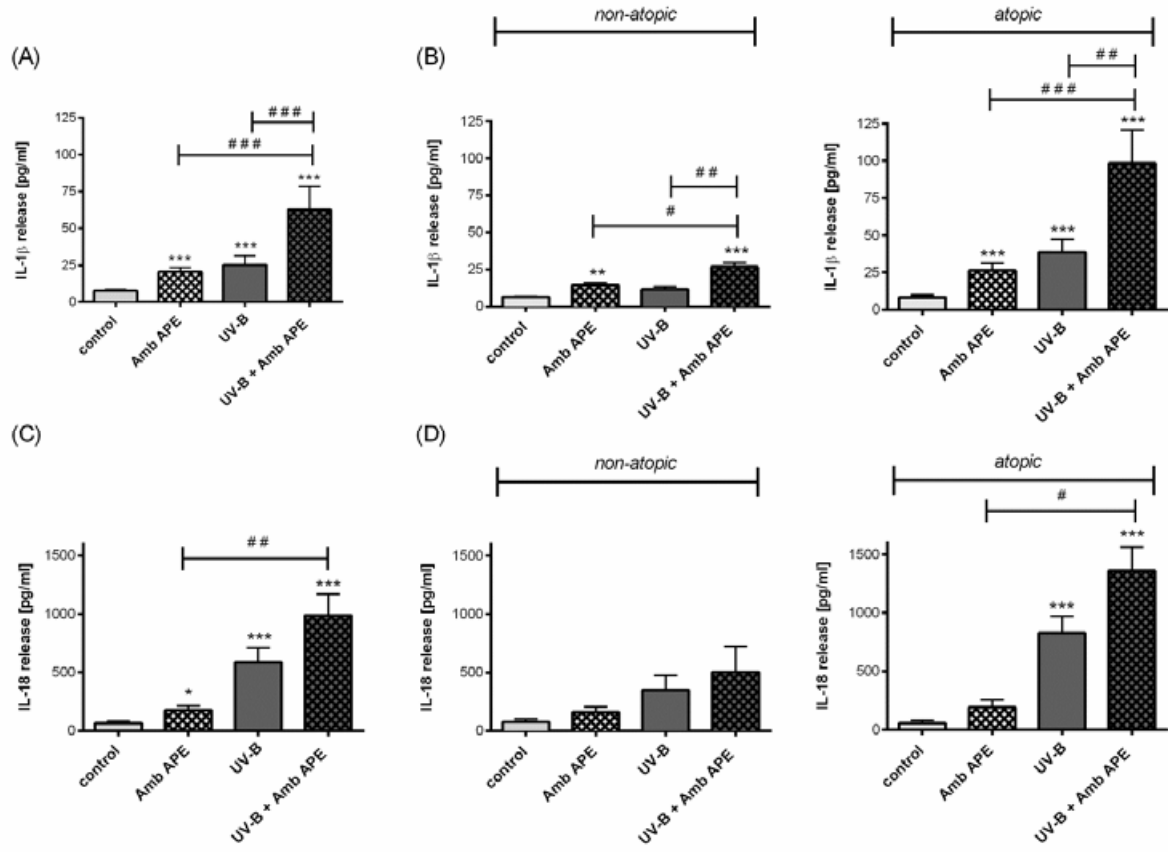 (A)
IL-1β release [pg/ml]
125
100
75
50
25
0
control
Amb APE
UV-B
UV-B + Amb APE
***
***
***
# # #
# # #
(B)
non-atopic
IL-1β release [pg/ml]
125
100
75
50
25
0
control
Amb APE
UV-B
UV-B + Amb APE
**
***
#
# #
atopic
IL-1β release [pg/ml]
125
100
75
50
25
0
control
Amb APE
UV-B
UV-B + Amb APE
***
***
***
# # #
# #
(C)
IL-18 release [pg/ml]
1500
1000
500
0
control
Amb APE
UV-B
UV-B + Amb APE
*
***
***
# #
(D)
non-atopic
IL-18 release [pg/ml]
1500
1000
500
0
control
Amb APE
UV-B
UV-B + Amb APE
atopic
IL-18 release [pg/ml]
1500
1000
500
0
control
Amb APE
UV-B
UV-B + Amb APE
***
***
#